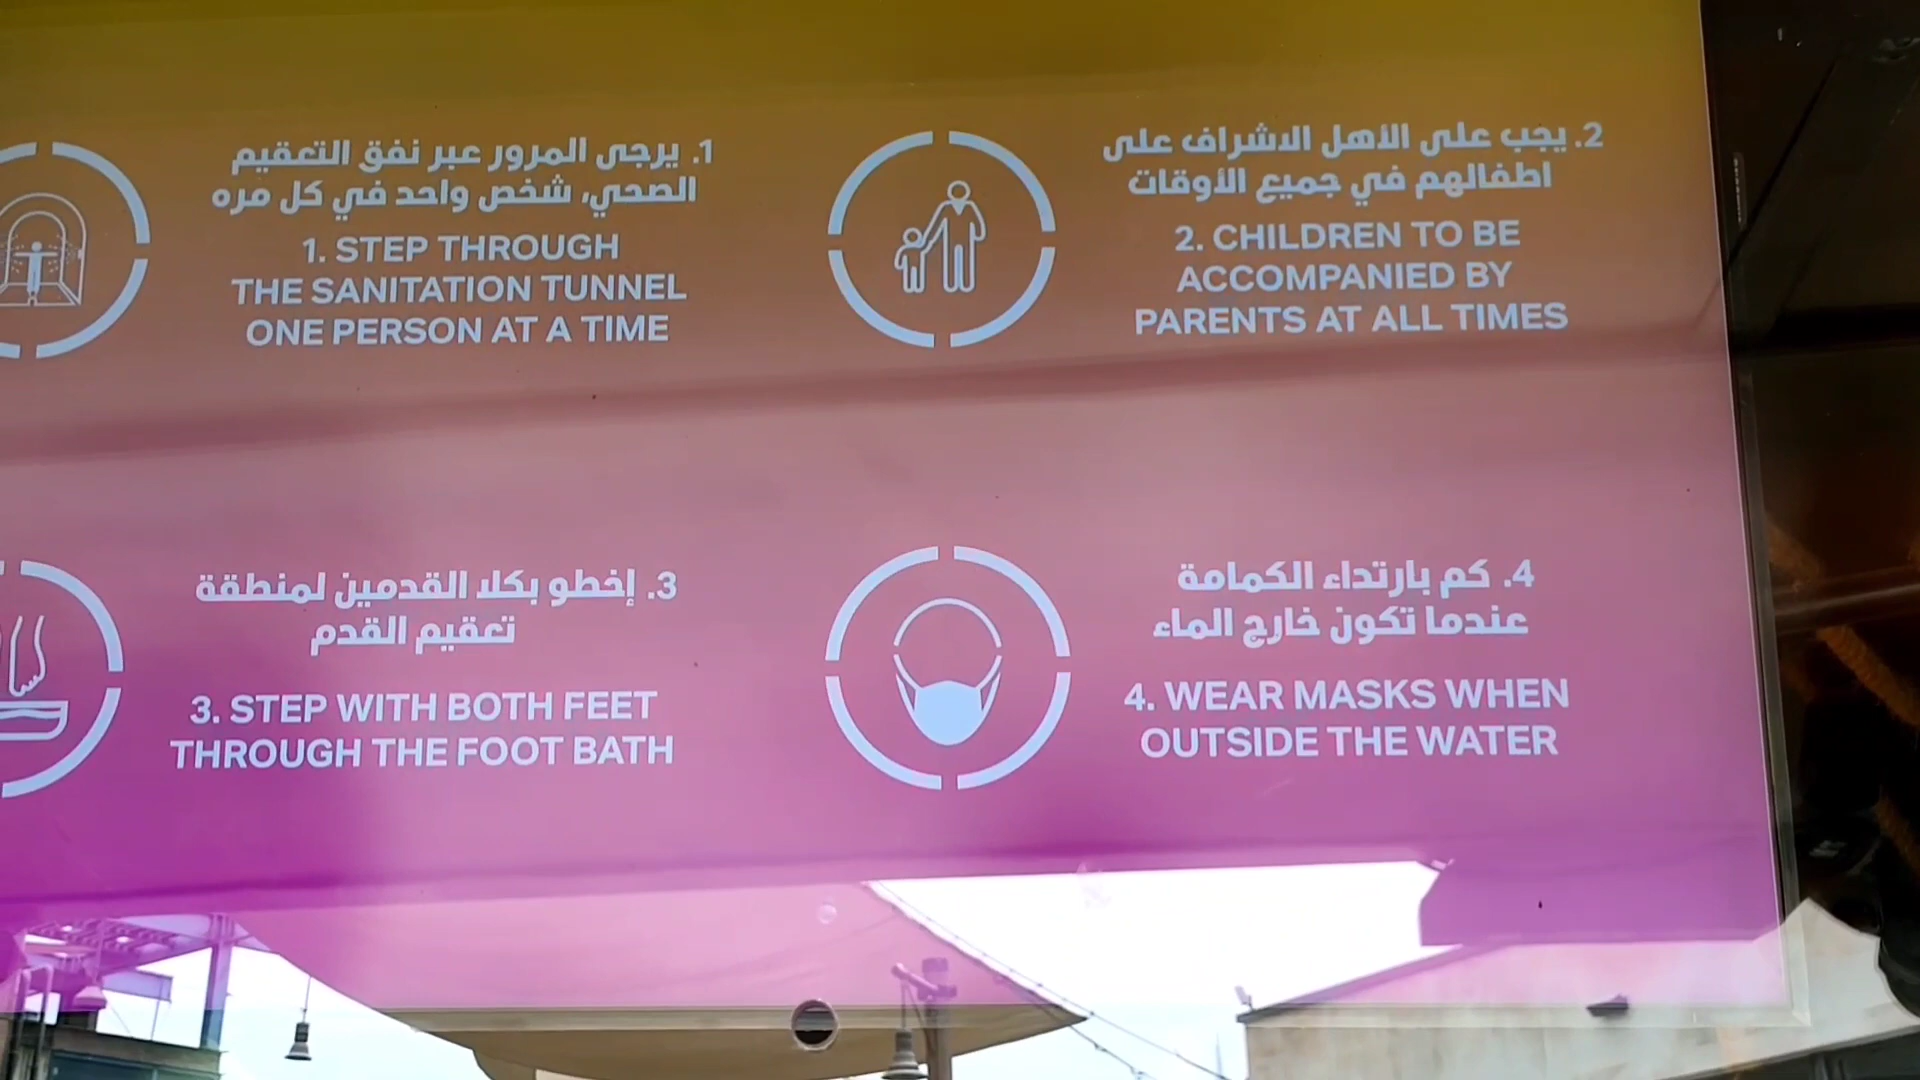 1. يرجى المرور عبر نفق التعقيم
الصحي، شخص واحد في كل مره
1. STEP THROUGH
THE SANITATION TUNNEL
ONE PERSON AT A TIME
2. يجب على الأهل الاشراف على
اطفالهم في جميع الأوقات
2. CHILDREN TO BE
ACCOMPANIED BY
PARENTS AT ALL TIMES
3. إخطو بكلا القدمين لمنطقة
تعقيم القدم
3. STEP WITH BOTH FEET
THROUGH THE FOOT BATH
4. كم بارتداء الكمامة
عندما تكون خارج الماء
4. WEAR MASKS WHEN
OUTSIDE THE WATER